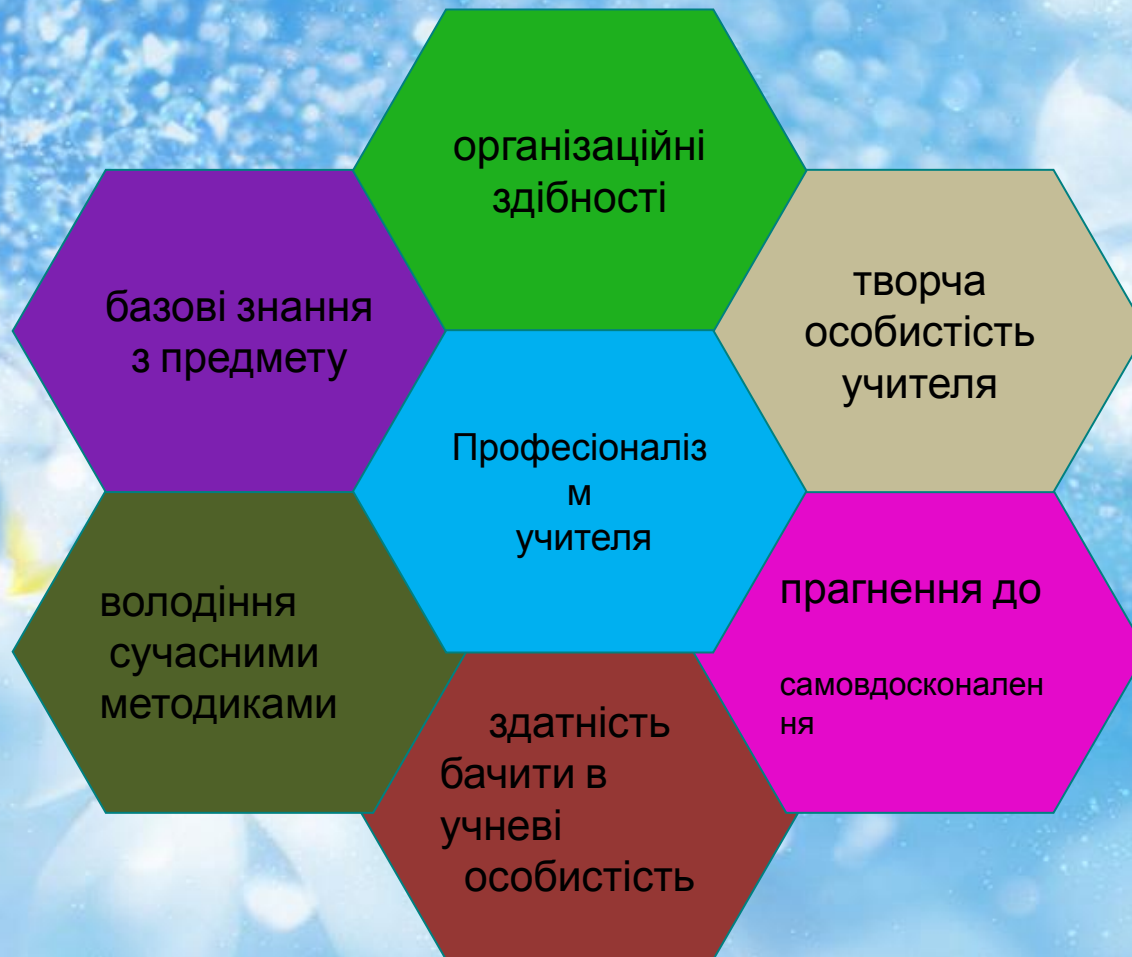 організаційні
здібності
базові знання
з предмету
творча
особистість
учителя
Професіоналіз
м
учителя
володіння
сучасними
методиками
прагнення до
самовдосконален
ня
здатність
бачити в
учневі
особистість